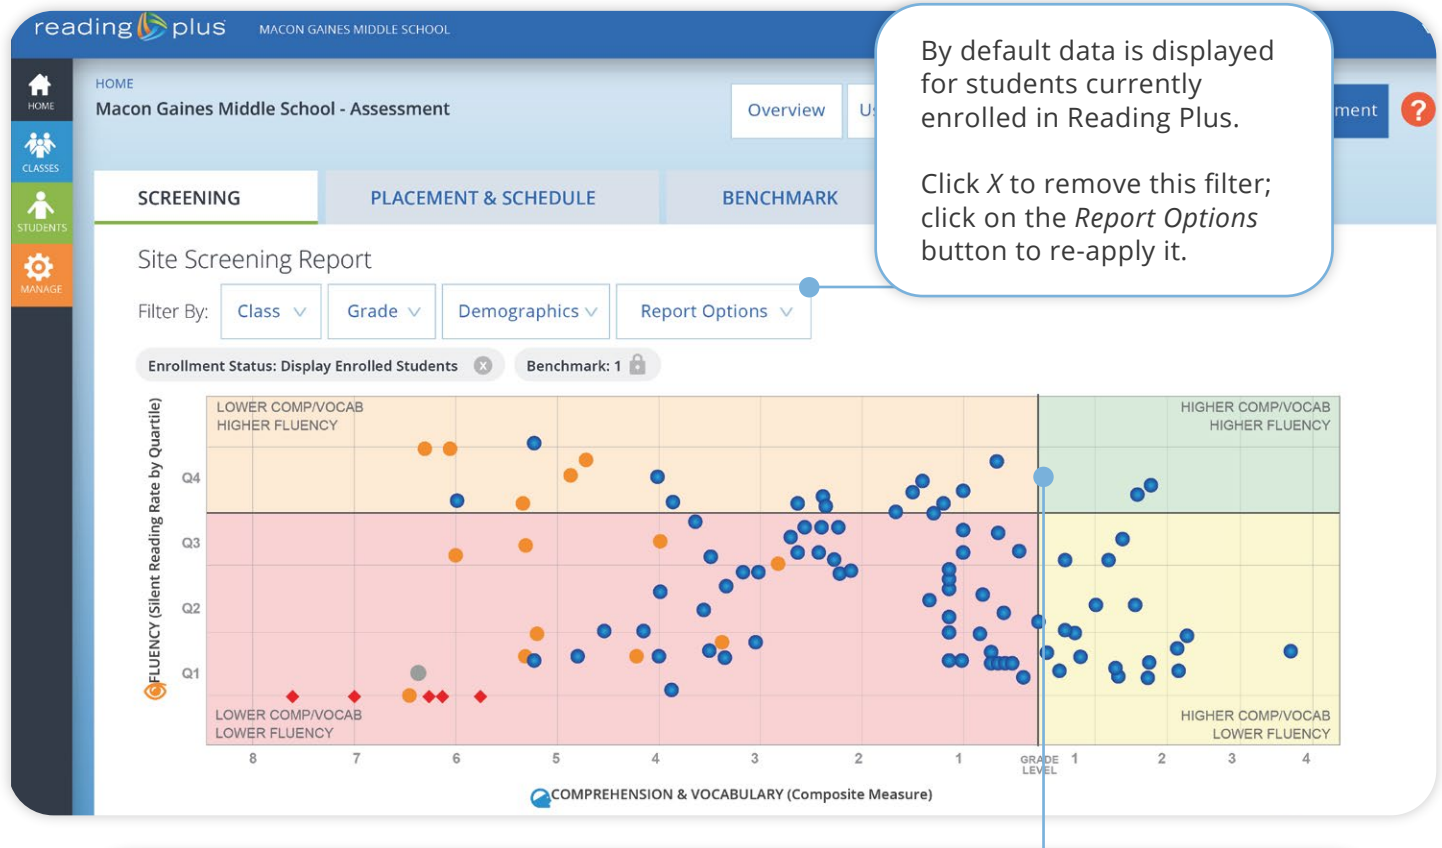 reading plus MACON GAINES MIDDLE SCHOOL
By default data is displayed
for students currently
enrolled in Reading Plus.
Click X to remove this filter;
click on the Report Options
button to re-apply it.
HOME
CLASSES
STUDENTS
MANAGE
HOME
Macon Gaines Middle School - Assessment
Overview
U
ment
?
SCREENING PLACEMENT & SCHEDULE BENCHMARK
Site Screening Report
Filter By: Class Grade Demographics Report Options
Enrollment Status: Display Enrolled Students X Benchmark: 1
FLUENCY (Silent Reading Rate by Quartile)
LOWER COMP/VOCAB
HIGHER FLUENCY
HIGHER COMP/VOCAB
HIGHER FLUENCY
Q4
Q3
Q2
Q1
LOWER COMP/VOCAB
LOWER FLUENCY
HIGHER COMP/VOCAB
LOWER FLUENCY
8 7 6 5 4 3 2 1 GRADE LEVEL 1 2 3 4
COMPREHENSION & VOCABULARY (Composite Measure)